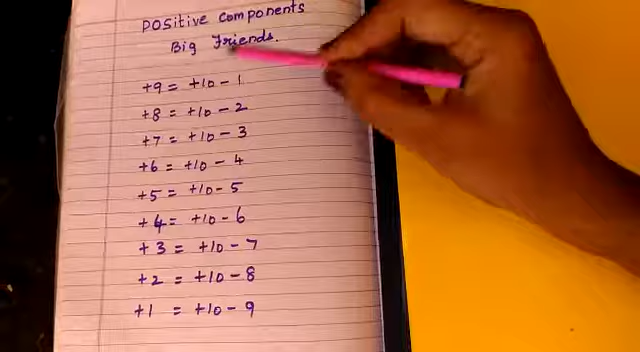 Positive Components
Big Friends.
+9 = +10 - 1
+8 = +10 - 2
+7 = +10 - 3
+6 = +10 - 4
+5 = +10 - 5
+4 = +10 - 6
+3 = +10 - 7
+2 = +10 - 8
+1 = +10 - 9